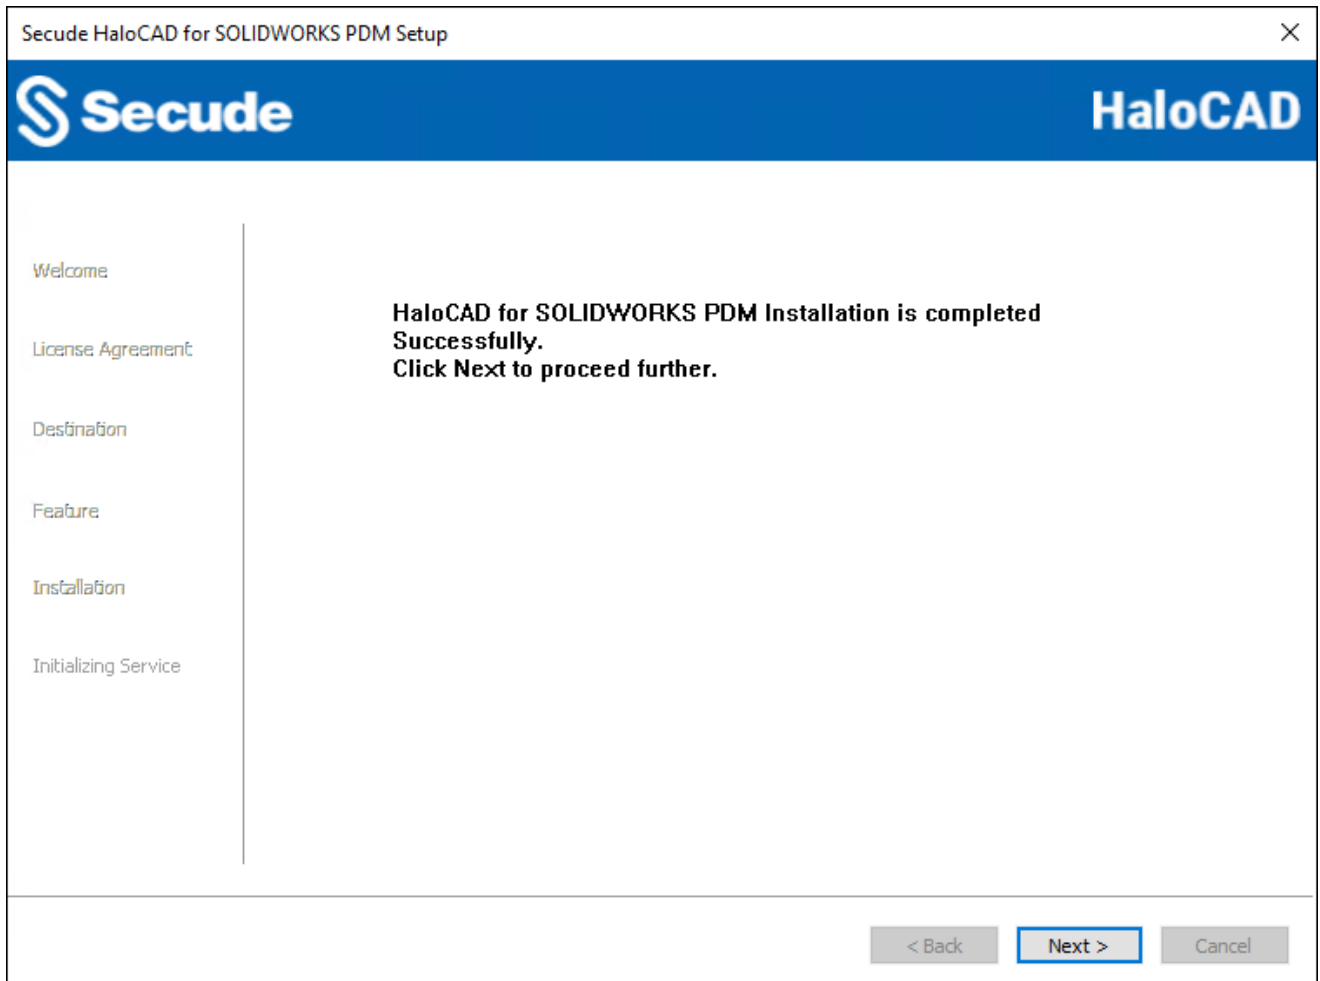 Secude HaloCAD for SOLIDWORKS PDM Setup
Secude
HaloCAD
Welcome
License Agreement
Destination
Feature
Installation
Initializing Service
HaloCAD for SOLIDWORKS PDM Installation is completed
Successfully.
Click Next to proceed further.
< Back
Next >
Cancel